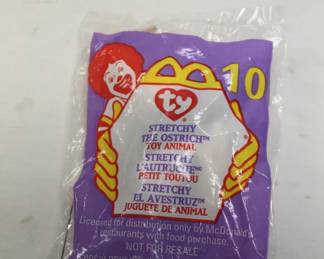 10
ty
STRETCHY
THE OSTRICH™
TOY ANIMAL
STRETCHY
L'AUTRUCHE™
PETIT TOUTOU
STRETCHY
EL AVESTRUZ™
JUGUETE DE ANIMAL
Licensed for distribution only by McDonald's
restaurants with food purchase.
NOT FOR RESALE